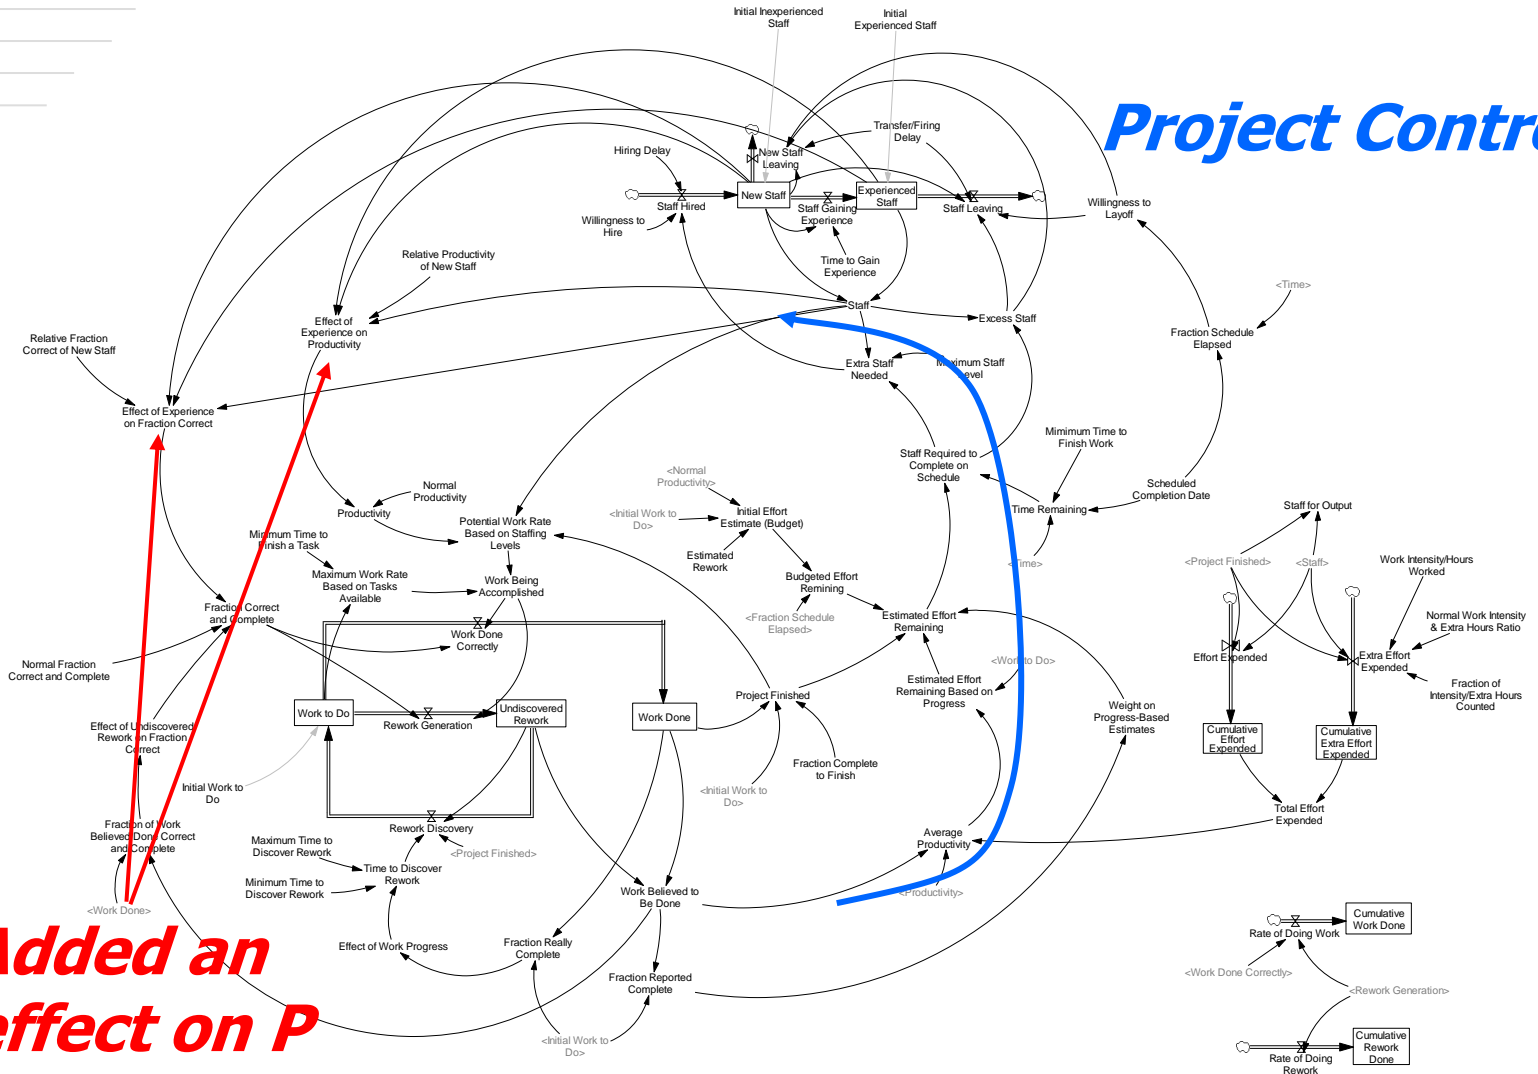 Initial Inexperienced
Staff
Initial
Experienced Staff
Project Contro
Transfer/Firing
Delay
Hiring Delay
New Staff
Leaving
New Staff
Experienced
Staff
Staff Hired
Staff Gaining
Experience
Staff Leaving
Willingness to
Layoff
Willingness to
Hire
Relative Productivity
of New Staff
Time to Gain
Experience
<Time>
Staff
Excess Staff
Effect of
Experience on
Productivity
Fraction Schedule
Elapsed
Relative Fraction
Correct of New Staff
Extra Staff
Needed
Maximum Staff
Level
Effect of Experience
on Fraction Correct
Mimimum Time to
Finish Work
Staff Required to
Complete on
Schedule
Normal
Productivity
<Normal
Productivity>
Scheduled
Completion Date
Productivity
<Initial Work to
Do>
Initial Effort
Estimate (Budget)
Time Remaining
Staff for Output
Potential Work Rate
Based on Staffing
Levels
Minimum Time to
Finish a Task
Estimated
Rework
<Time>
<Project Finished>
<Staff>
Work Intensity/Hours
Worked
Maximum Work Rate
Based on Tasks
Available
Work Being
Accomplished
Budgeted Effort
Remining
Fraction Correct
and Complete
<Fraction Schedule
Elapsed>
Estimated Effort
Remaining
Normal Work Intensity
& Extra Hours Ratio
Work Done
Correctly
Effort Expended
Extra Effort
Expended
Normal Fraction
Correct and Complete
<Work to Do>
Estimated Effort
Remaining Based on
Progress
Fraction of
Intensity/Extra Hours
Counted
Project Finished
Work to Do
Rework Generation
Undiscovered
Rework
Work Done
Weight on
Progress-Based
Estimates
Effect of Undiscovered
Rework on Fraction
Correct
Cumulative
Effort
Expended
Cumulative
Extra Effort
Expended
Fraction Complete
to Finish
Initial Work to
Do
<Initial Work to
Do>
Total Effort
Expended
Fraction of Work
Believed Done Correct
and Complete
Rework Discovery
Average
Productivity
Maximum Time to
Discover Rework
<Project Finished>
Time to Discover
Rework
Minimum Time to
Discover Rework
Work Believed to
Be Done
<Productivity>
<Work Done>
Cumulative
Work Done
Rate of Doing Work
Added an
effect on P
Effect of Work Progress
Fraction Really
Complete
<Work Done Correctly>
Fraction Reported
Complete
<Rework Generation>
<Initial Work to
Do>
Cumulative
Rework
Done
Rate of Doing
Rework